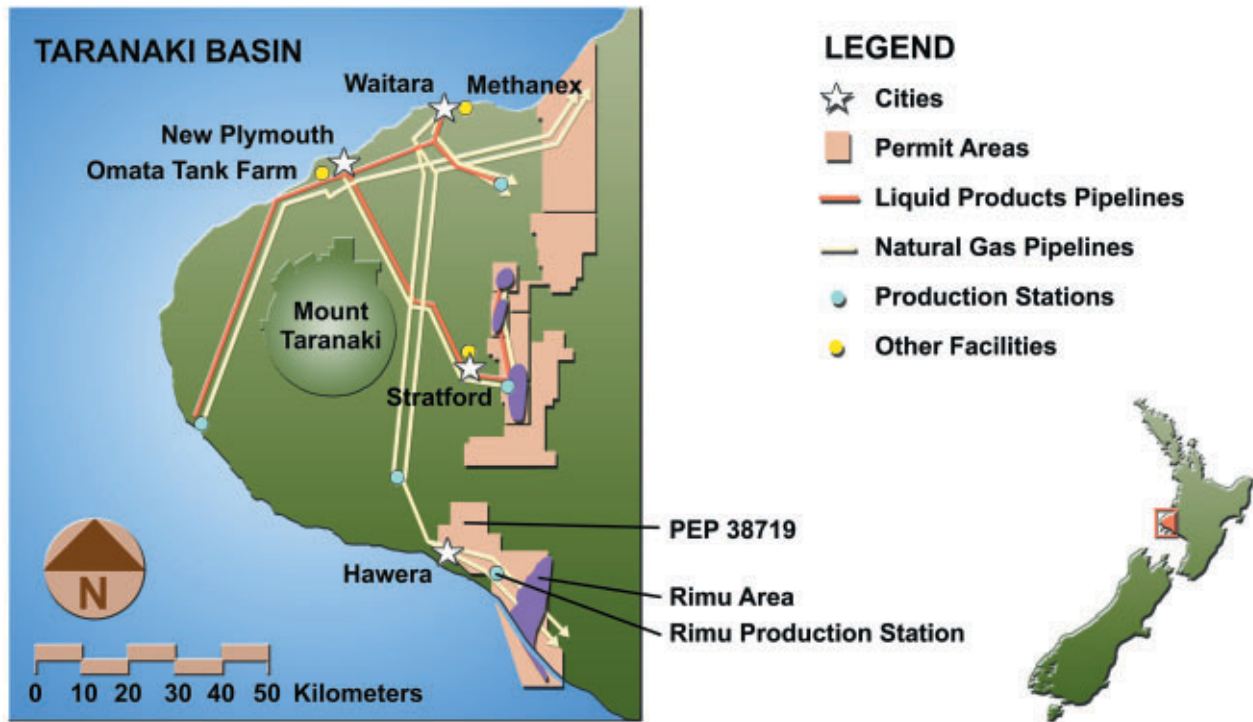 TARANAKI BASIN
Waitara
Methanex
New Plymouth
Omata Tank Farm
Mount
Taranaki
Stratford
PEP 38719
Hawera
Rimu Area
Rimu Production Station
N
0 10 20 30 40 50 Kilometers
LEGEND
Cities
Permit Areas
Liquid Products Pipelines
Natural Gas Pipelines
Production Stations
Other Facilities